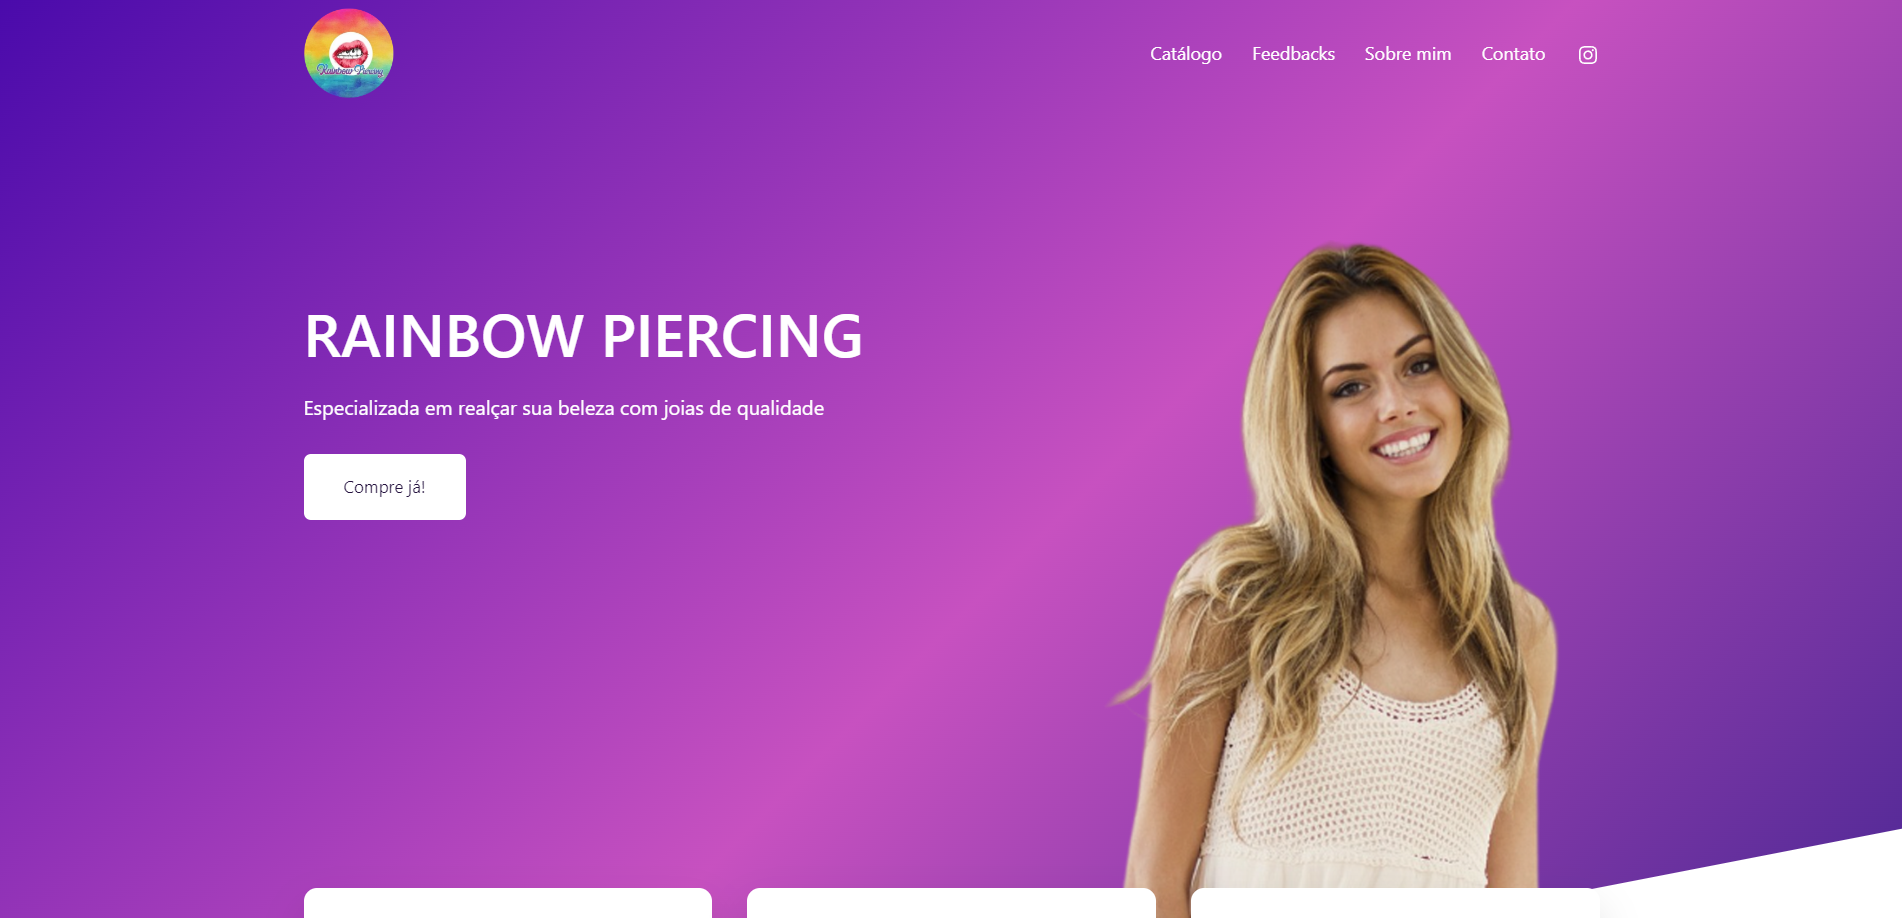 Rainbow Piercing
Catálogo Feedbacks Sobre mim Contato
RAINBOW PIERCING
Especializada em realçar sua beleza com joias de qualidade
Compre já!